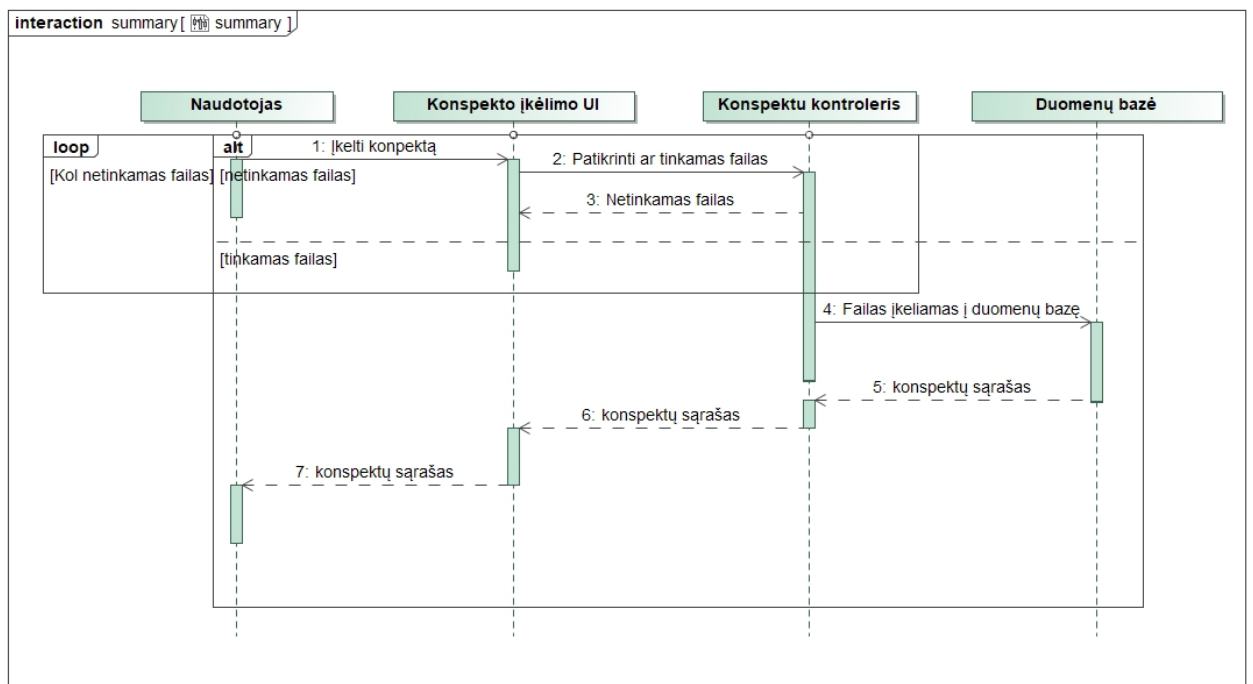 interaction summary [ summary ]
Naudotojas
Konspekto įkėlimo UI
Konspektu kontroleris
Duomenų bazė
loop
alt
1: Įkelti konpektą
2: Patikrinti ar tinkamas failas
[Kol netinkamas failas]
[netinkamas failas]
3: Netinkamas failas
[tinkamas failas]
4: Failas įkeliamas į duomenų bazę
5: konspektų sąrašas
6: konspektų sąrašas
7: konspektų sąrašas